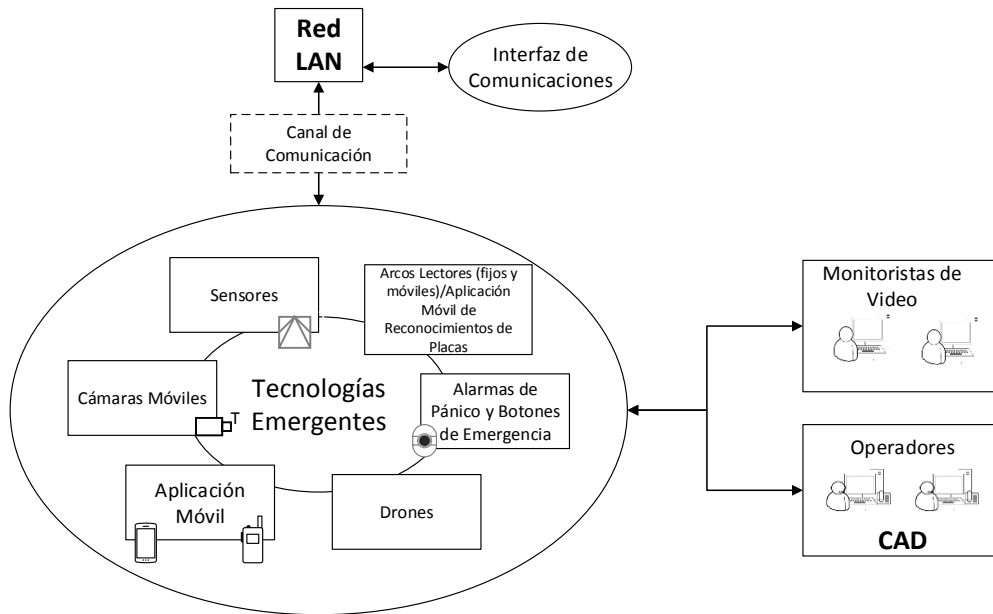 Red
LAN
Interfaz de
Comunicaciones
Canal de
Comunicación
Sensores
Arcos Lectores (fijos y
móviles)/Aplicación
Móvil de
Reconocimientos de
Placas
Cámaras Móviles
T
Tecnologías
Emergentes
Alarmas de
Pánico y Botones
de Emergencia
Aplicación
Móvil
Drones
Monitoristas de
Video
Operadores
CAD